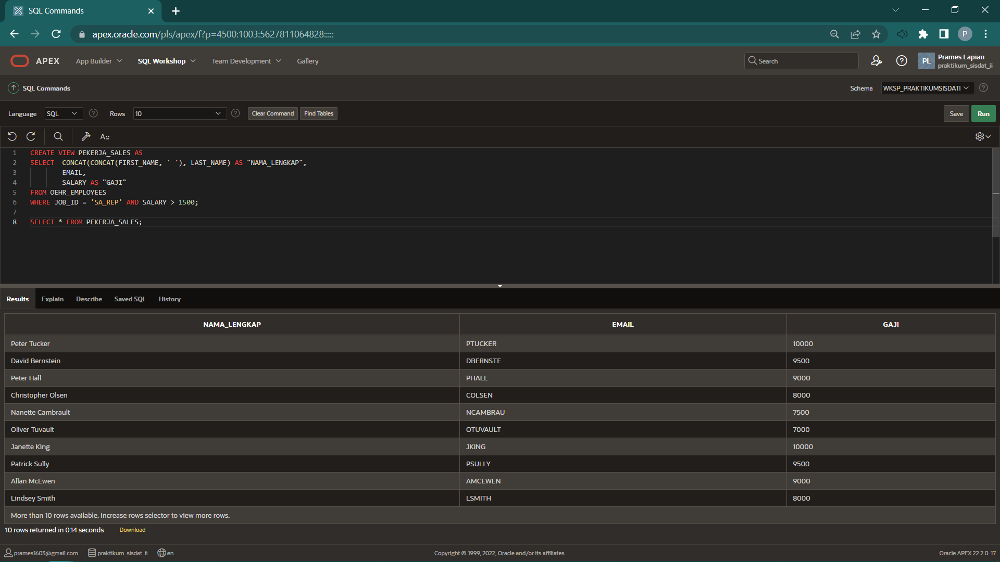 SQL Commands
apex.oracle.com/pls/apex/f?p=4500:1003:5627811064828:::::
P
APEX App Builder SQL Workshop Team Development Gallery Search PL Prames Lapian
praktikum_sisdat_ii
SQL Commands Schema WKSP_PRAKTIKUMSISDATI
Language SQL Rows 10 Clear Command Find Tables Save Run
1 CREATE VIEW PEKERJA_SALES AS
2 SELECT CONCAT(CONCAT(FIRST_NAME, ' '), LAST_NAME) AS "NAMA_LENGKAP",
3 EMAIL,
4 SALARY AS "GAJI"
5 FROM OEHR_EMPLOYEES
6 WHERE JOB_ID = 'SA_REP' AND SALARY > 1500;
7
8 SELECT * FROM PEKERJA_SALES;
Results Explain Describe Saved SQL History
NAMA_LENGKAP EMAIL GAJI
Peter Tucker PTUCKER 10000
David Bernstein DBERNSTE 9500
Peter Hall PHALL 9000
Christopher Olsen COLSEN 8000
Nanette Cambrault NCAMBRAU 7500
Oliver Tuvault OTUVAULT 7000
Janette King JKING 10000
Patrick Sully PSULLY 9500
Allan McEwen AMCEWEN 9000
Lindsey Smith LSMITH 8000
More than 10 rows available. Increase rows selector to view more rows.
10 rows returned in 0.14 seconds Download
prames1603@gmail.com praktikum_sisdat_ii en Copyright © 1999, 2022, Oracle and/or its affiliates. Oracle APEX 22.2.0-17